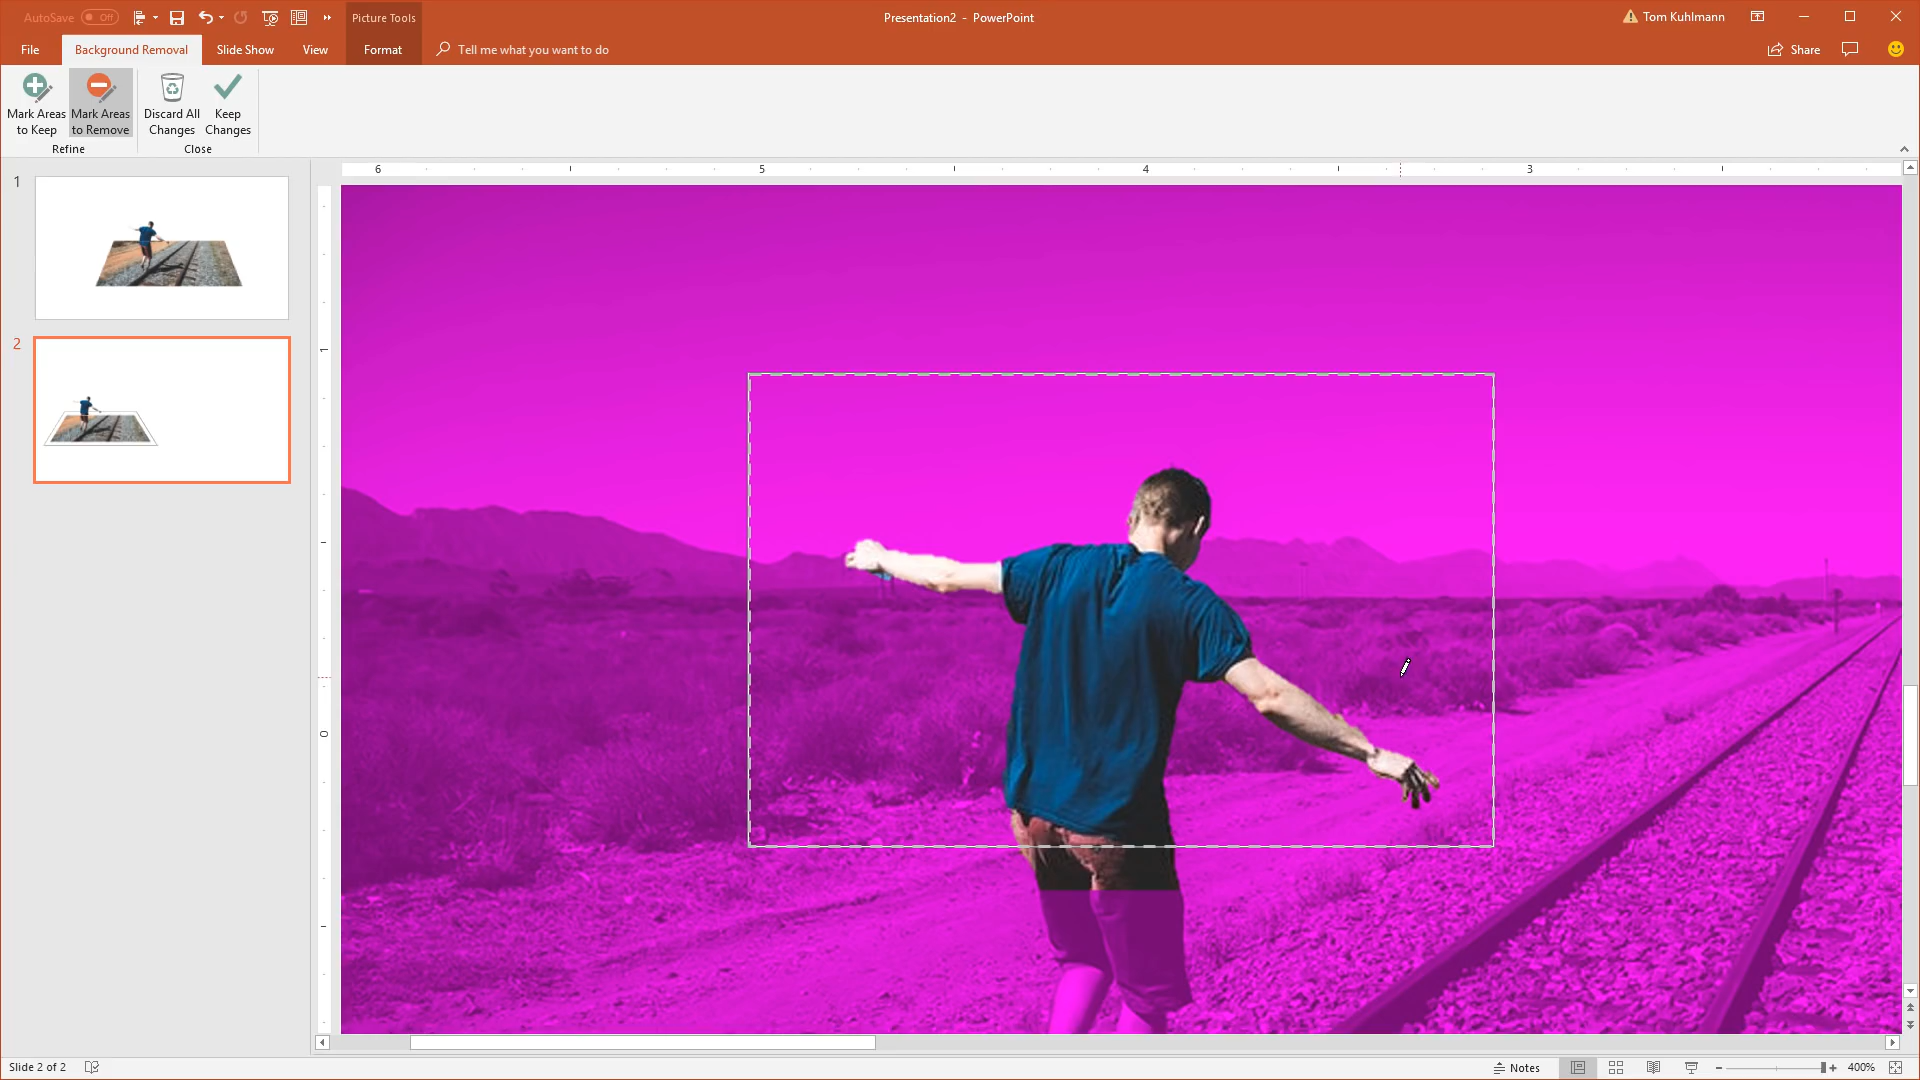 AutoSave Off
Picture Tools
Presentation2 - PowerPoint
Tom Kuhlmann
File
Background Removal
Slide Show
View
Format
Tell me what you want to do
Share
Mark Areas to Keep
Mark Areas to Remove
Discard All Changes
Keep Changes
Refine
Close
6 5 4 3
1
2
1
0
1
Slide 2 of 2
Notes
400%